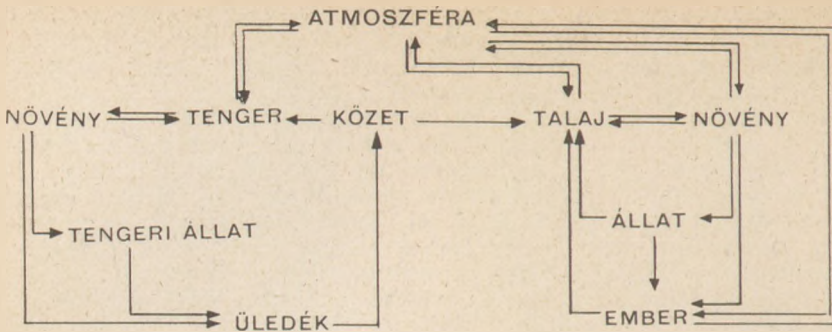 ATMOSZFÉRA
NÖVÉNY TENGER KŐZET TALAJ NÖVÉNY
TENGERI ÁLLAT ÁLLAT
ÜLEDÉK EMBER